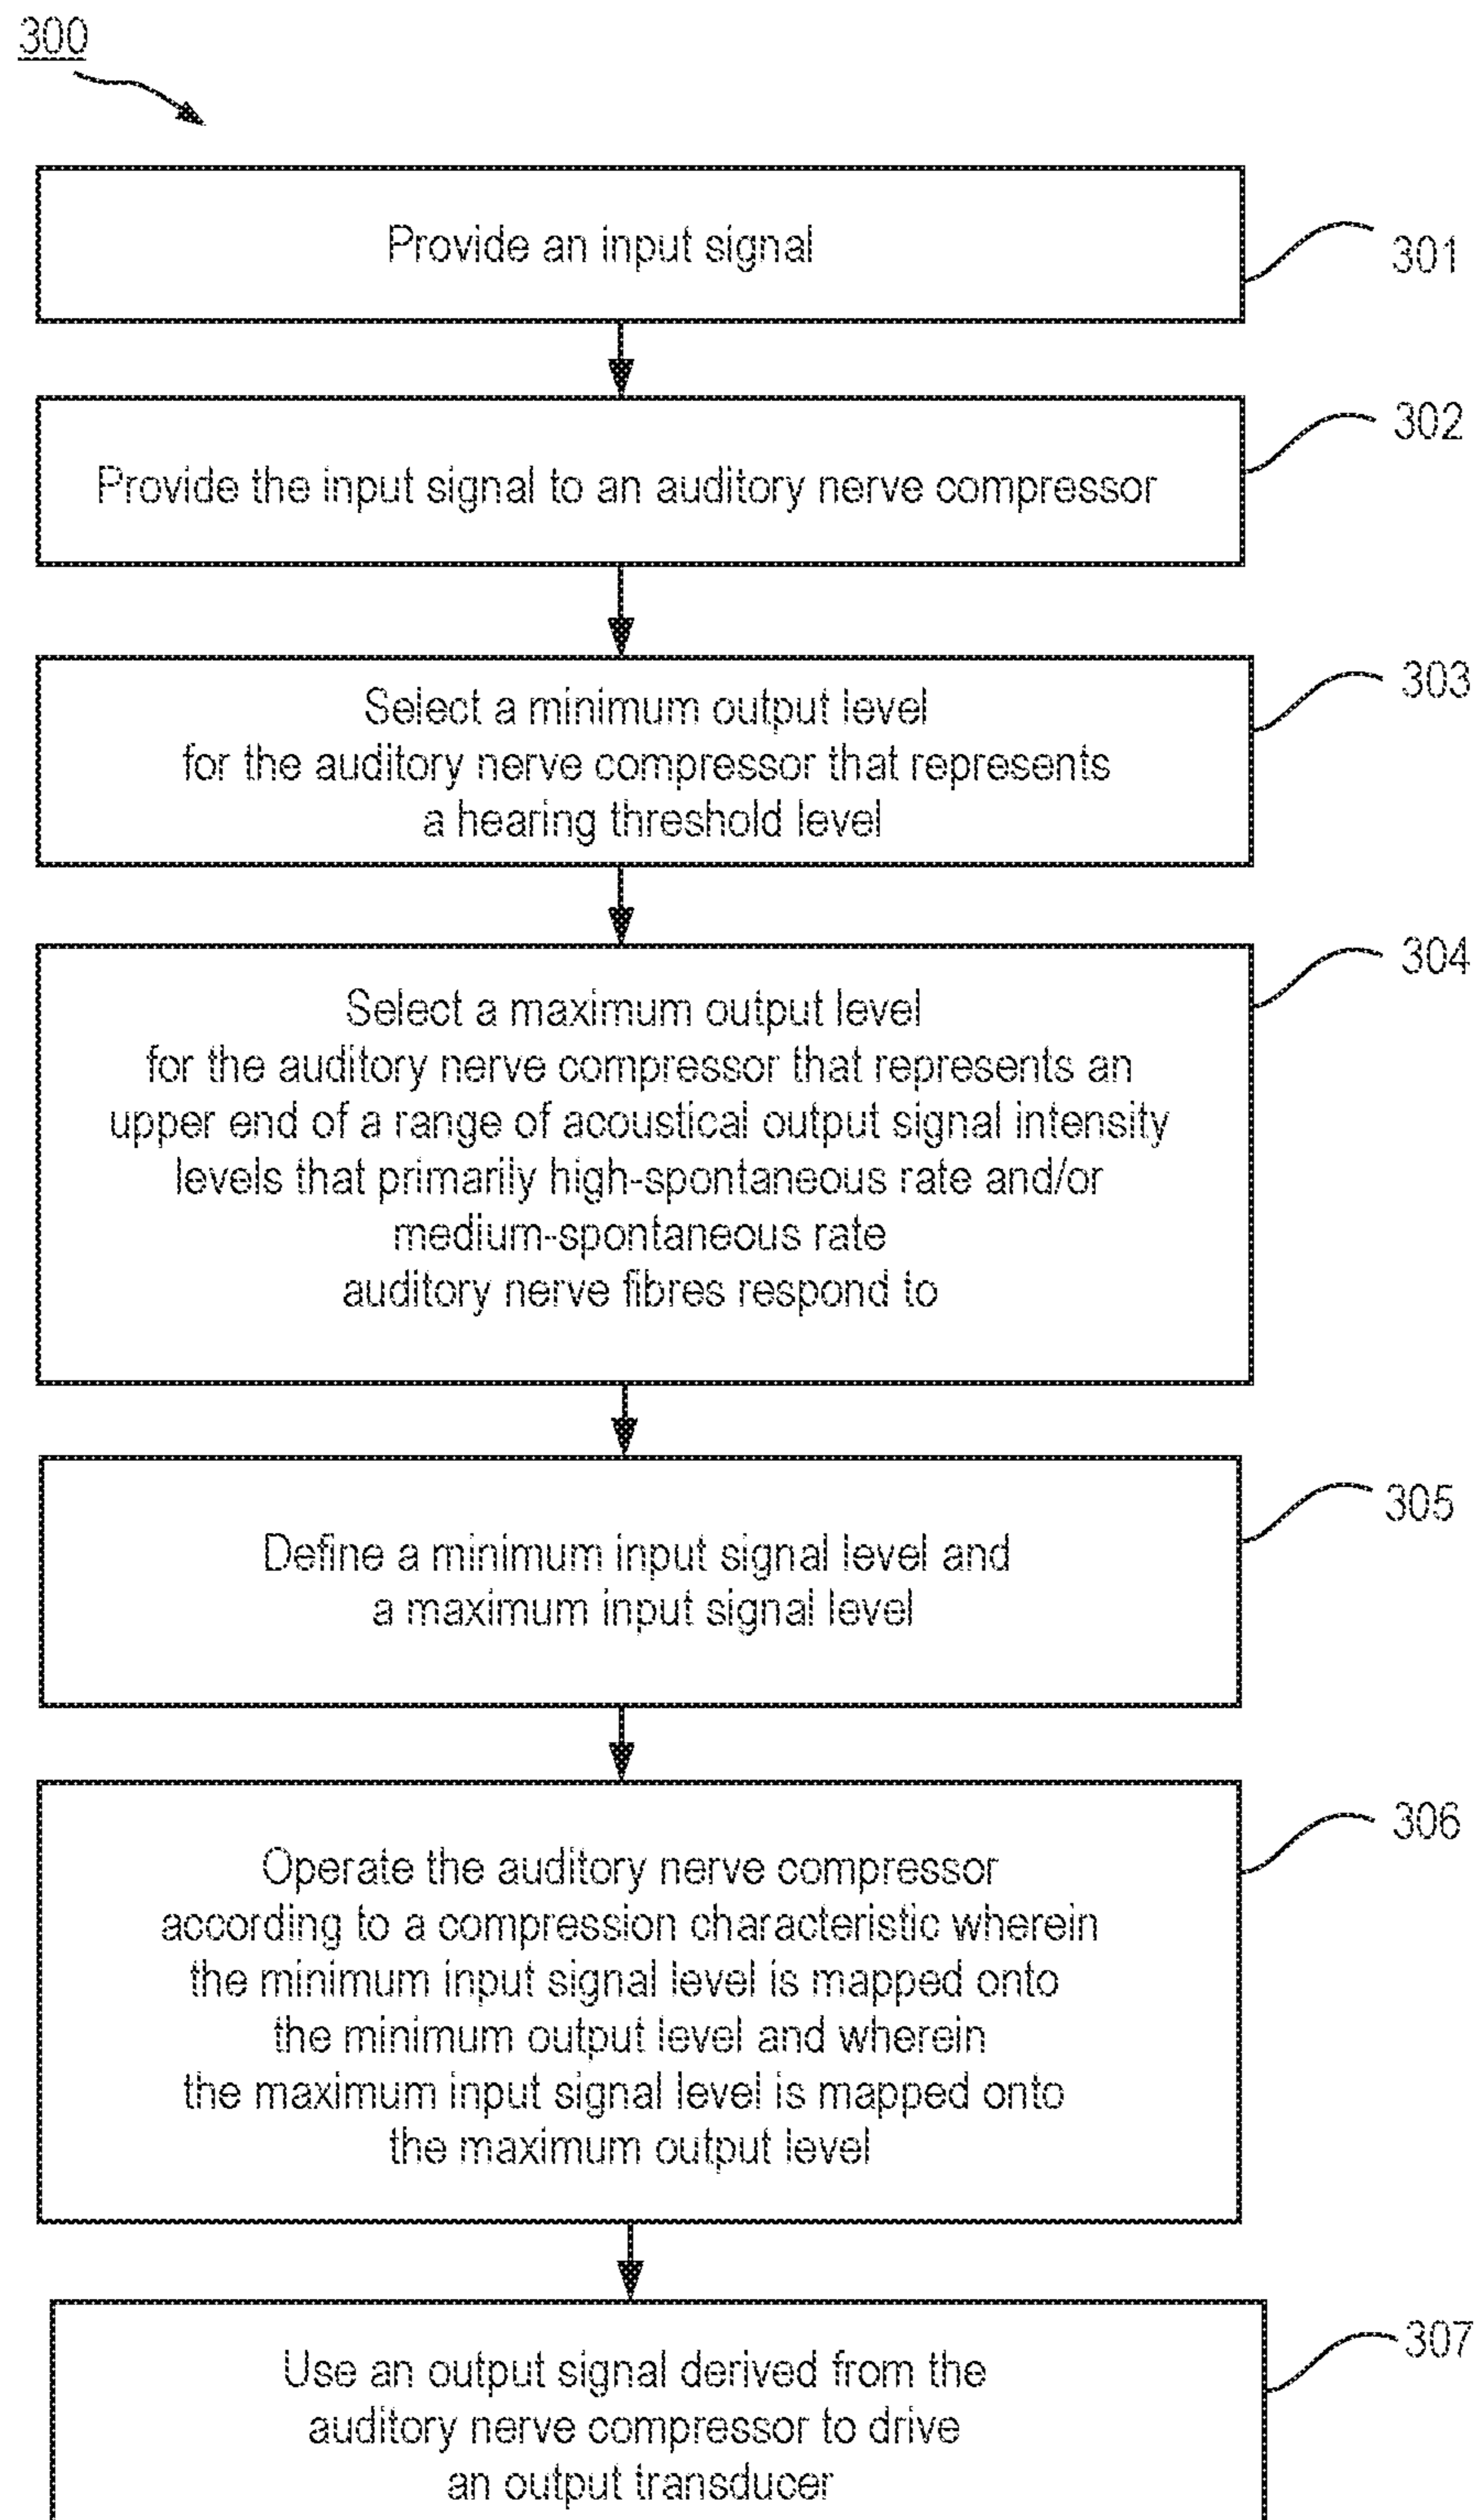 300
Provide an input signal
301
Provide the input signal to an auditory nerve compressor
302
Select a minimum output level
for the auditory nerve compressor that represents
a hearing threshold level
303
Select a maximum output level
for the auditory nerve compressor that represents an
upper end of a range of acoustical output signal intensity
levels that primarily high-spontaneous rate and/or
medium-spontaneous rate
auditory nerve fibres respond to
304
Define a minimum input signal level and
a maximum input signal level
305
Operate the auditory nerve compressor
according to a compression characteristic wherein
the minimum input signal level is mapped onto
the minimum output level and wherein
the maximum input signal level is mapped onto
the maximum output level
306
Use an output signal derived from the
auditory nerve compressor to drive
an output transducer
307